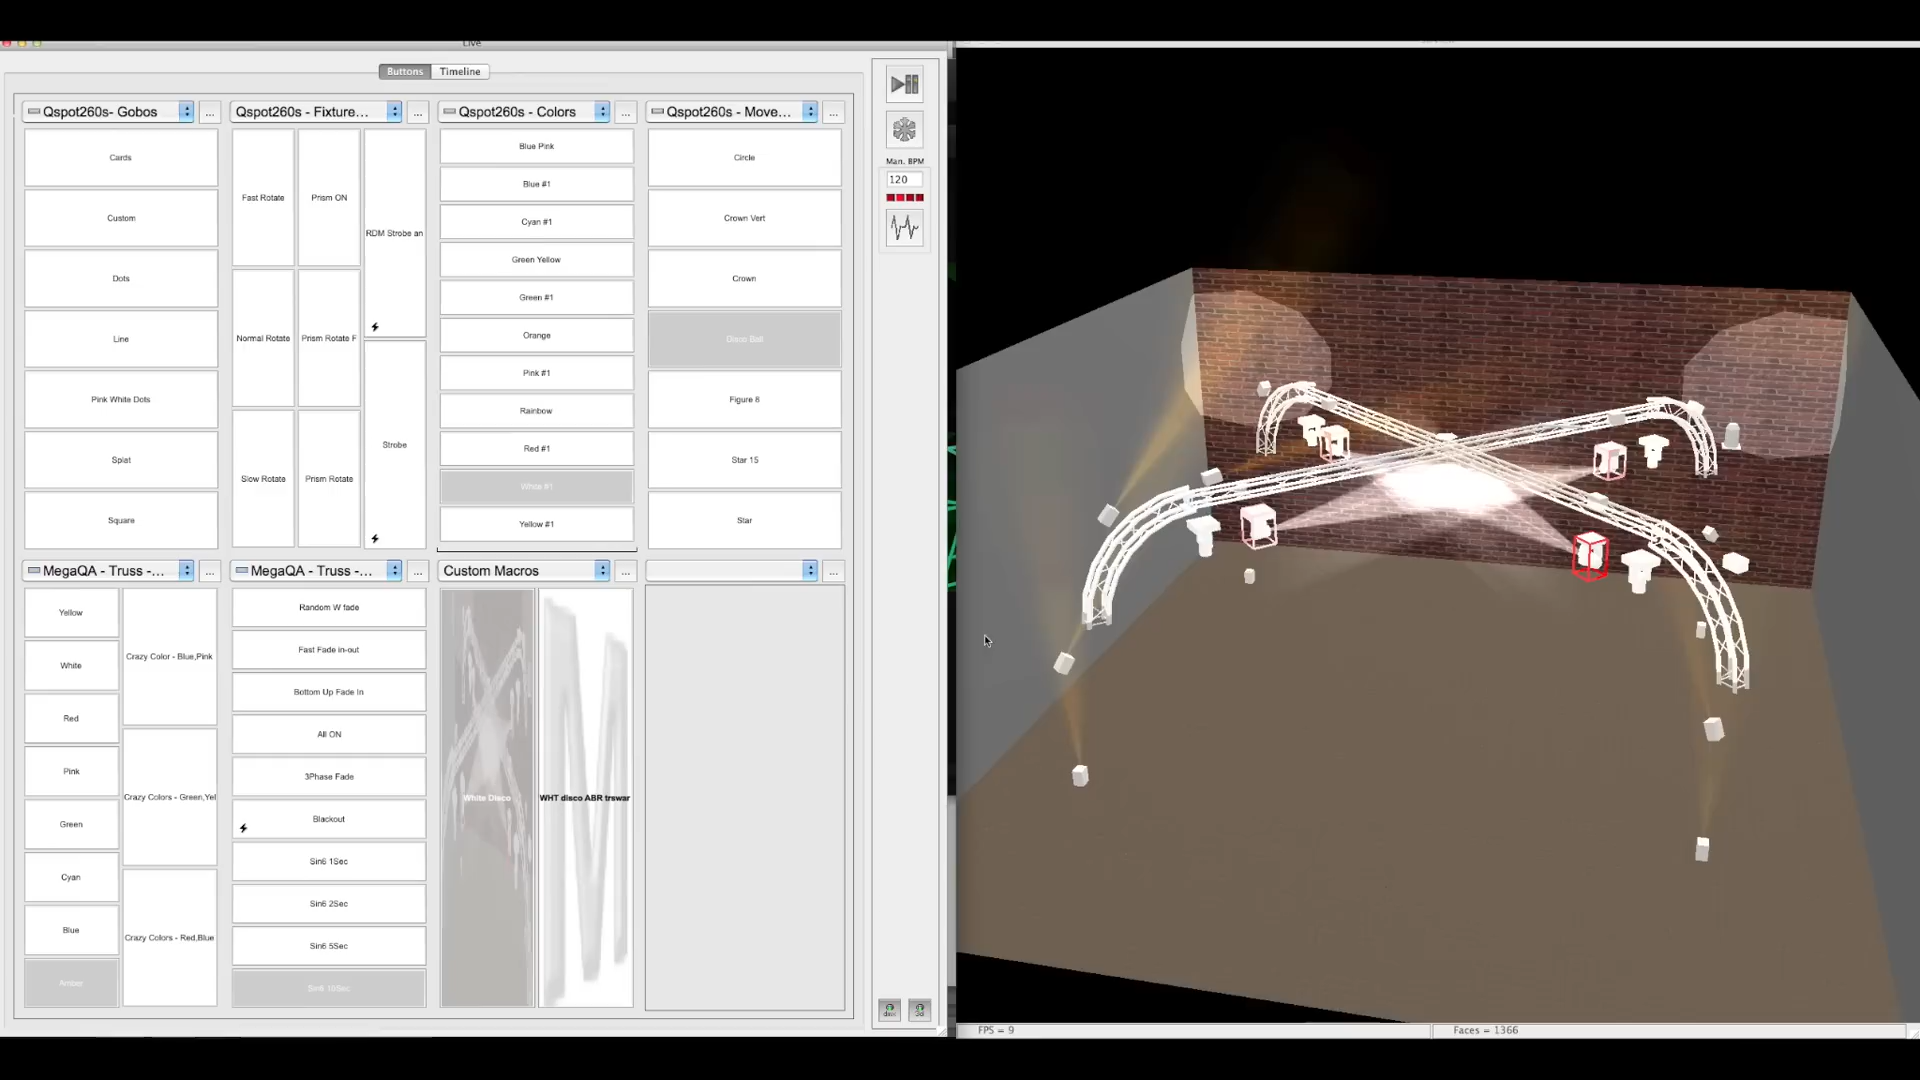 Live
Buttons Timeline
Qspot260s- Gobos ...
Cards
Custom
Dots
Line
Pink White Dots
Splat
Square
Qspot260s - Fixture... ...
Fast Rotate
Normal Rotate
Slow Rotate
Prism ON
Prism Rotate F
Prism Rotate
RDM Strobe an
Strobe
Qspot260s - Colors ...
Blue Pink
Blue #1
Cyan #1
Green Yellow
Green #1
Orange
Pink #1
Rainbow
Red #1
White #1
Yellow #1
Qspot260s - Move... ...
Circle
Crown Vert
Crown
Disco Ball
Figure 8
Star 15
Star
Man. BPM
120
MegaQA - Truss -... ...
Yellow
White
Red
Pink
Green
Cyan
Blue
Amber
Crazy Color - Blue,Pink
Crazy Colors - Green,Yel
Crazy Colors - Red,Blue
MegaQA - Truss -... ...
Random W fade
Fast Fade in-out
Bottom Up Fade In
All ON
3Phase Fade
Blackout
Sin6 1Sec
Sin6 2Sec
Sin6 5Sec
Sin6 10Sec
Custom Macros ...
White Disco
WHT disco ABR trswar
...
FPS = 9
Faces = 1366